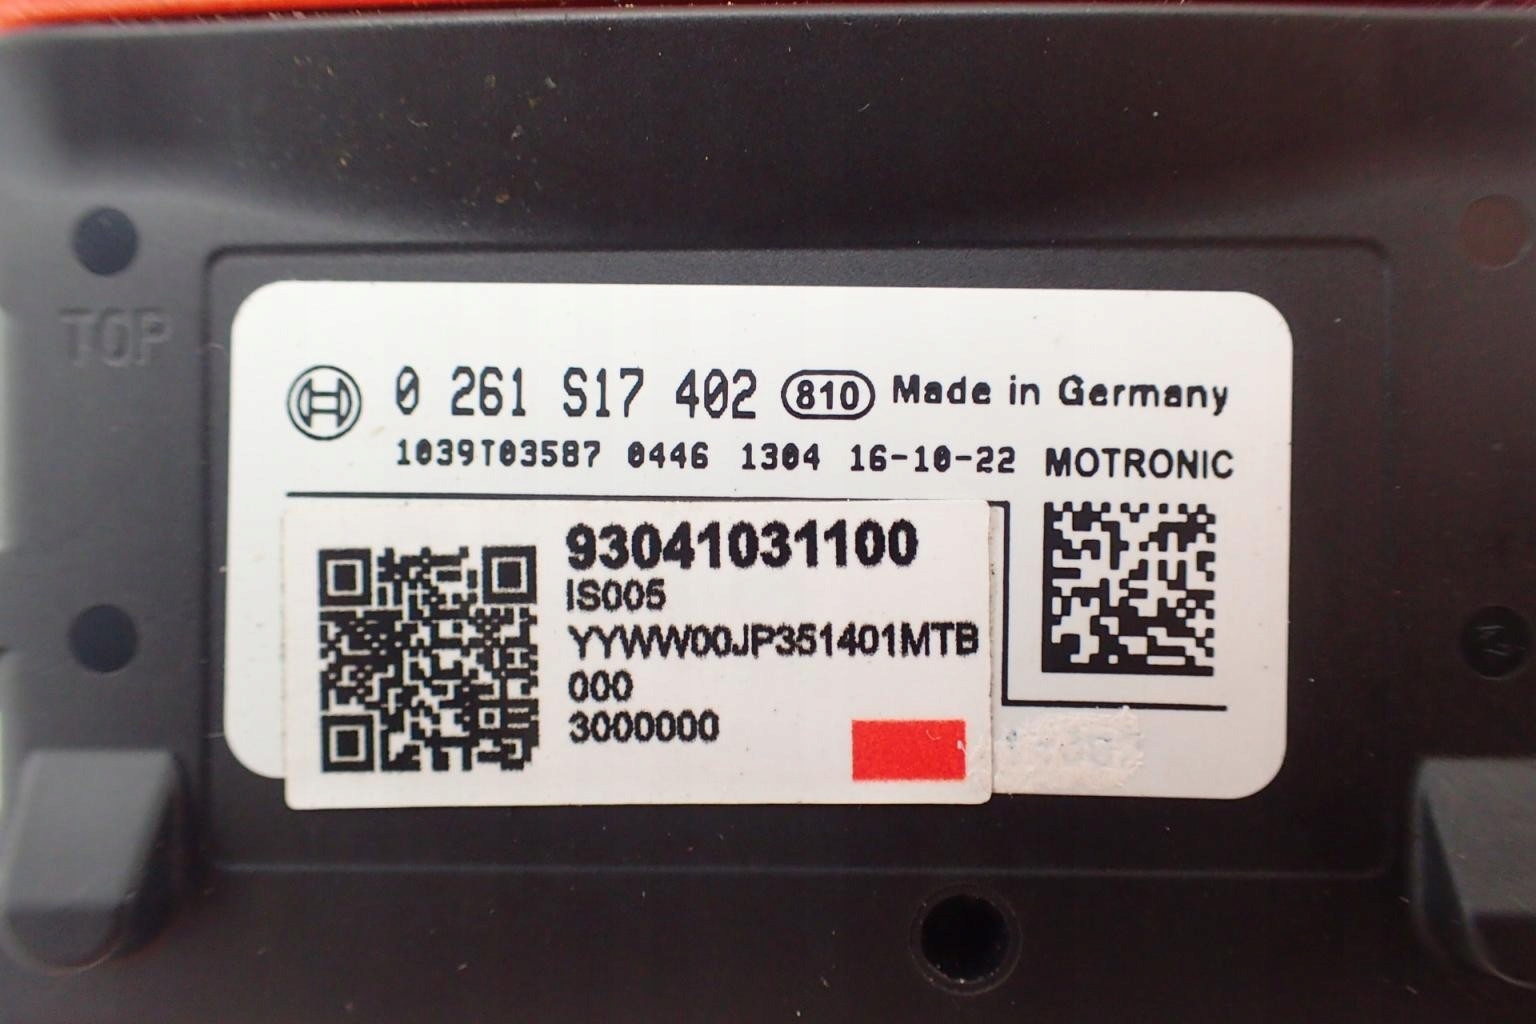 TOP
0 261 S17 402 810 Made in Germany
1039T03587 0446 1304 16-10-22 MOTRONIC
93041031100
IS005
YYWW00JP351401MTB
000
3000000